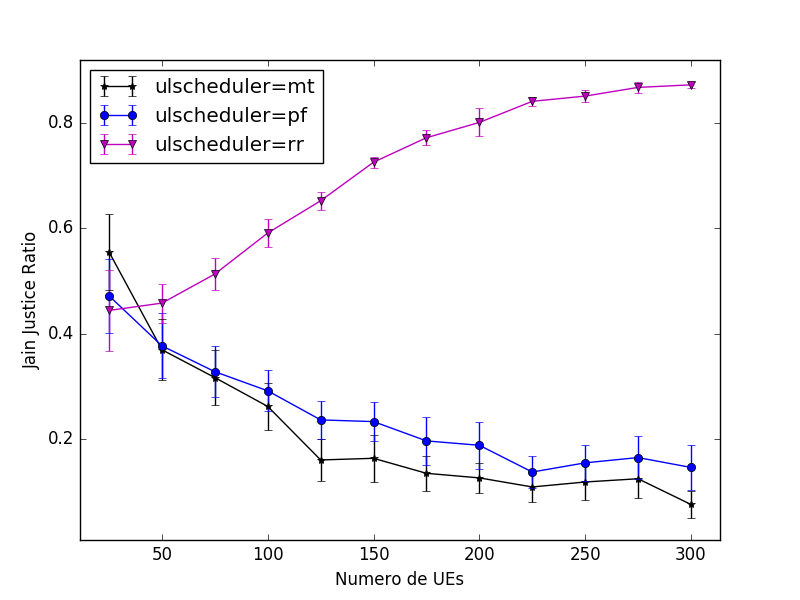 ulscheduler=mt
ulscheduler=pf
ulscheduler=rr
0.8
0.6
0.4
0.2
Jain Justice Ratio
50 100 150 200 250 300
Numero de UEs